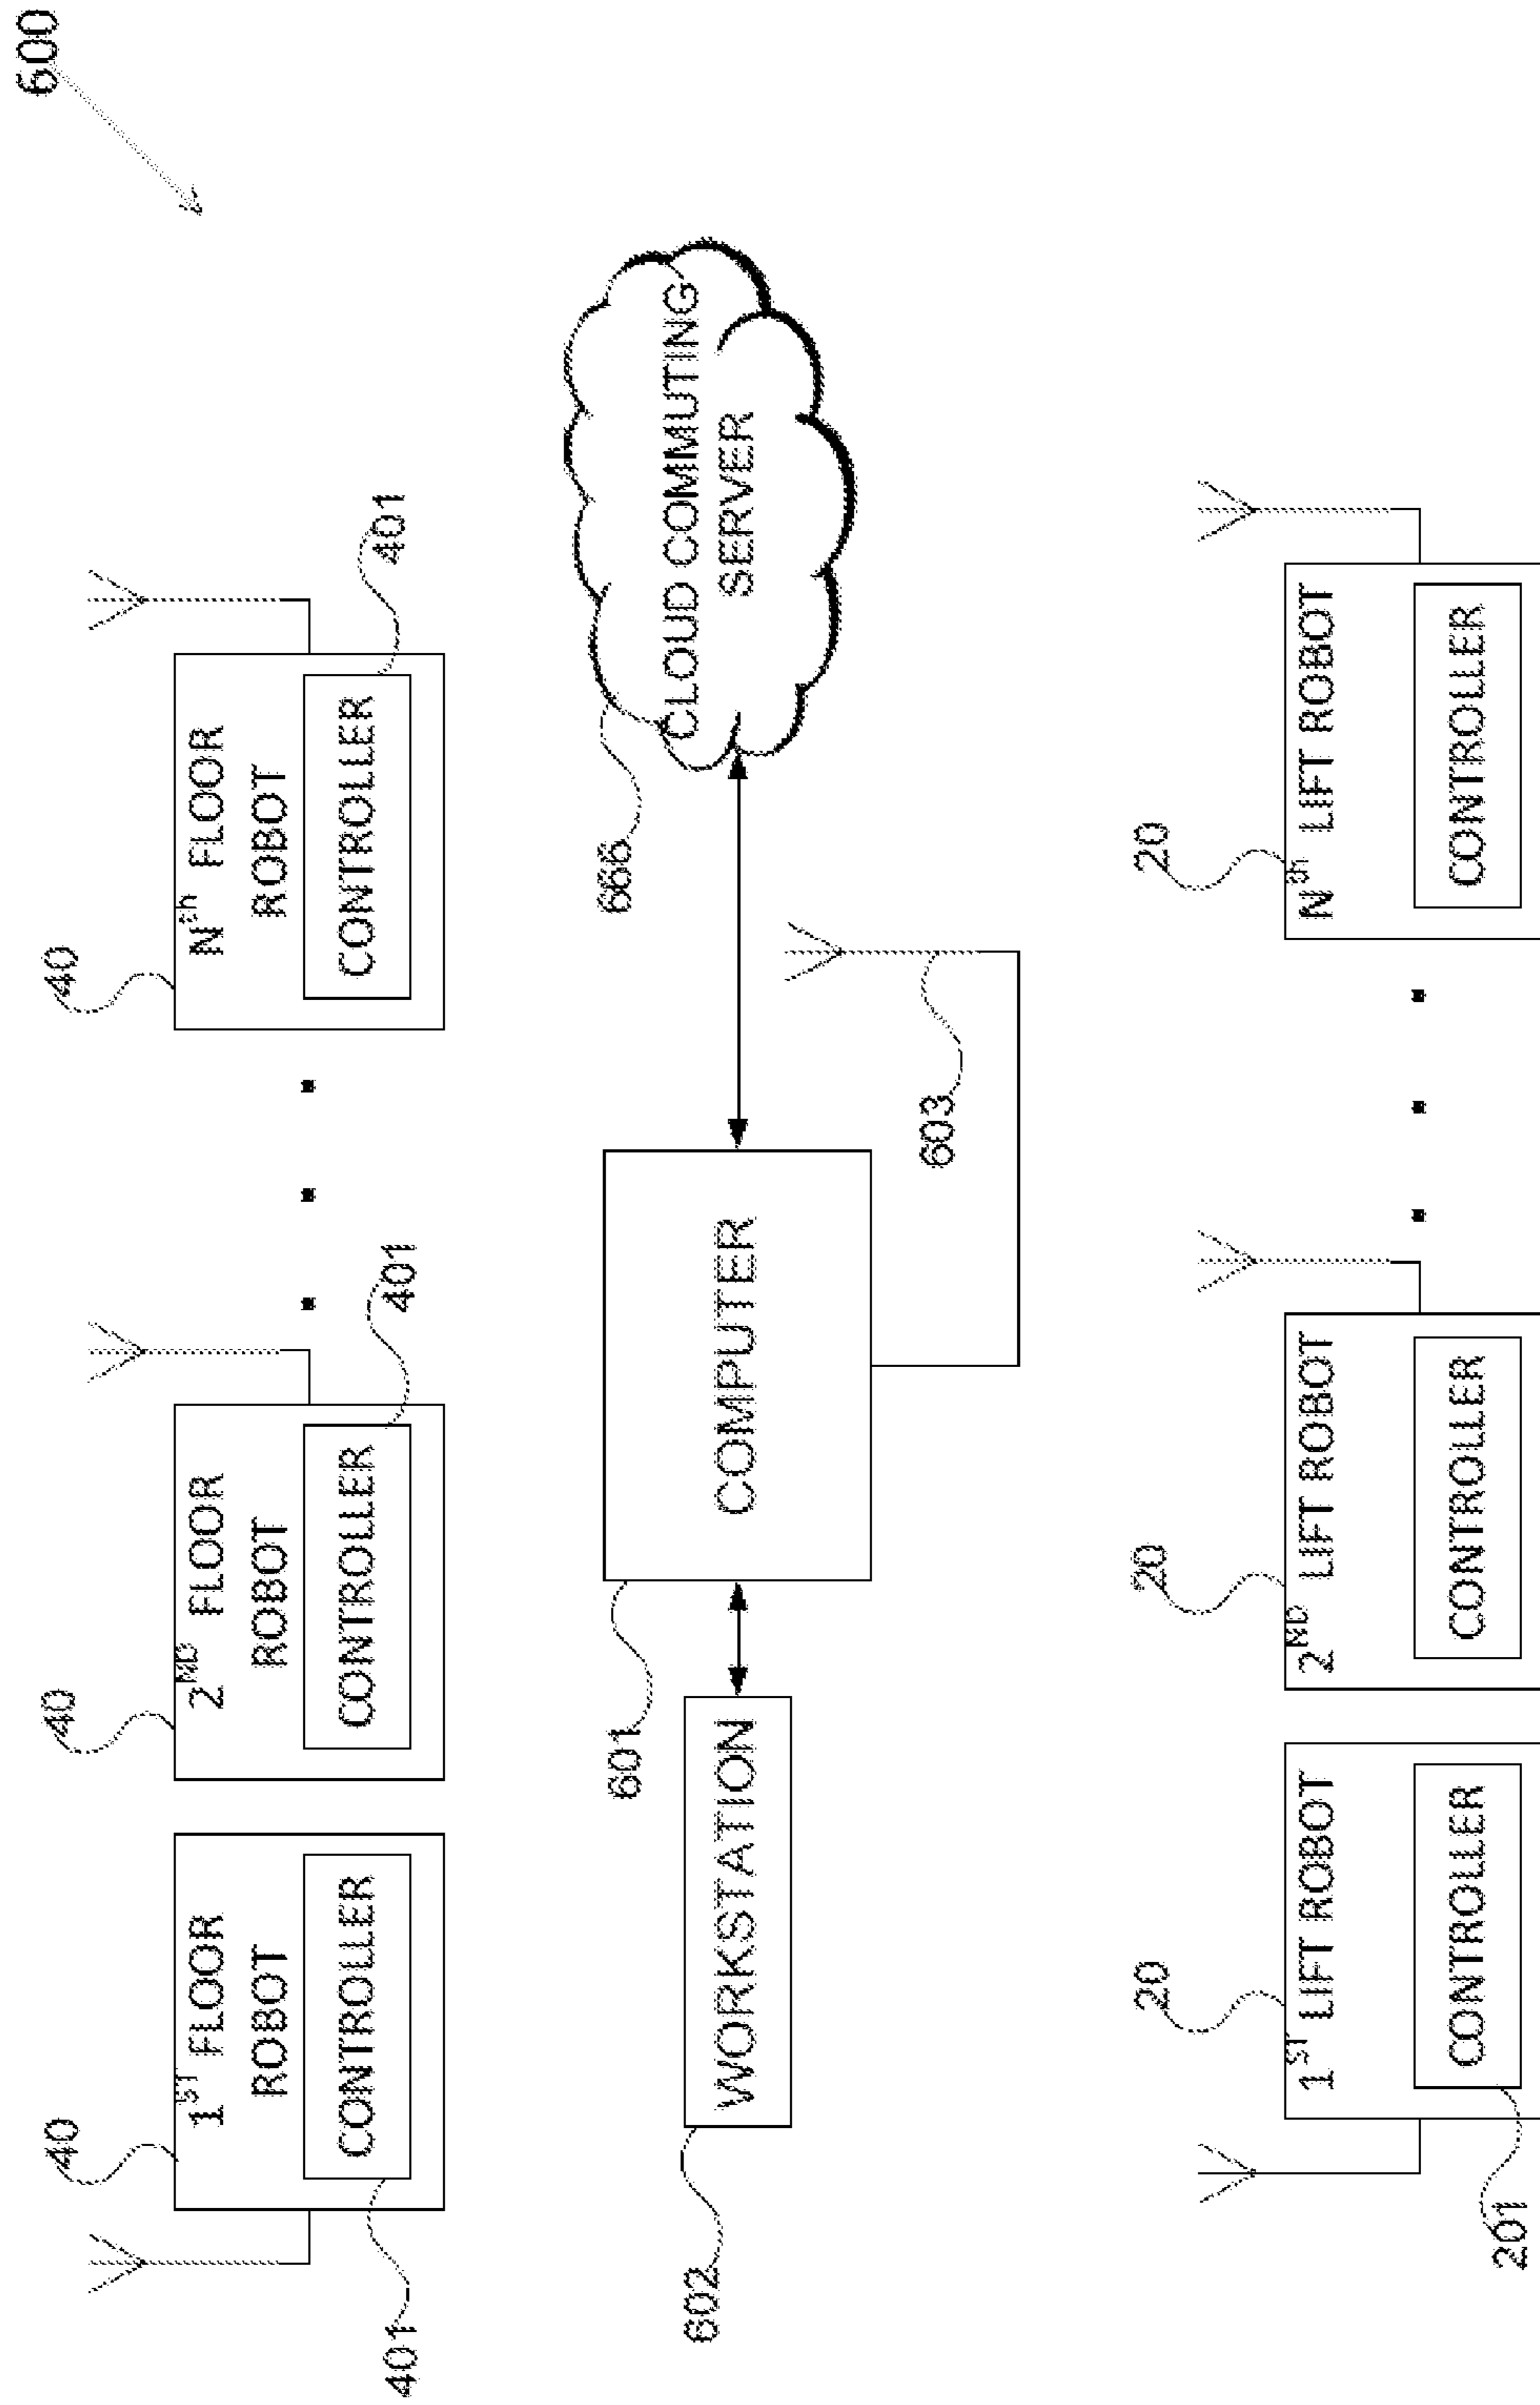 600
40
40
40
1ST FLOOR
ROBOT
CONTROLLER
2ND FLOOR
ROBOT
CONTROLLER
Nth FLOOR
ROBOT
CONTROLLER
401
401
401
602
WORKSTATION
601
COMPUTER
603
666
CLOUD COMMUTING
SERVER
20
20
20
1ST LIFT ROBOT
CONTROLLER
2ND LIFT ROBOT
CONTROLLER
Nth LIFT ROBOT
CONTROLLER
201